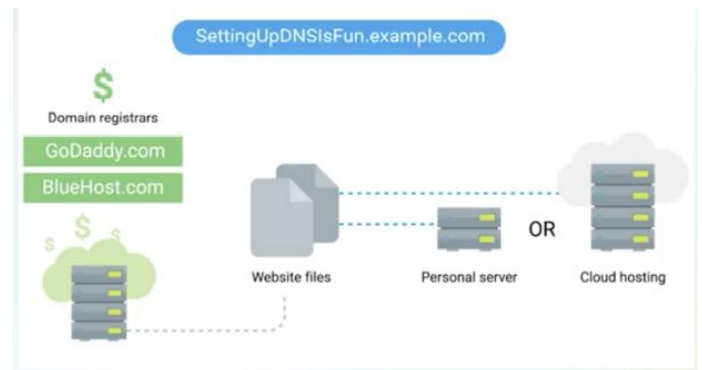 SettingUpDNSIsFun.example.com
$
Domain registrars
GoDaddy.com
BlueHost.com
$ $ $
OR
Website files
Personal server
Cloud hosting